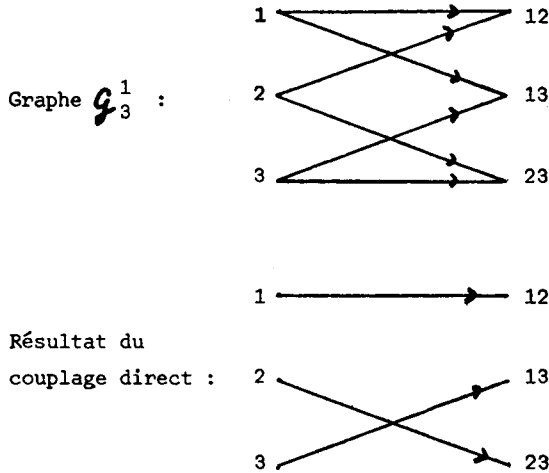 1 12
Graphe 𝒢₃¹ : 2 13
3 23
1 12
Résultat du
couplage direct : 2 13
3 23